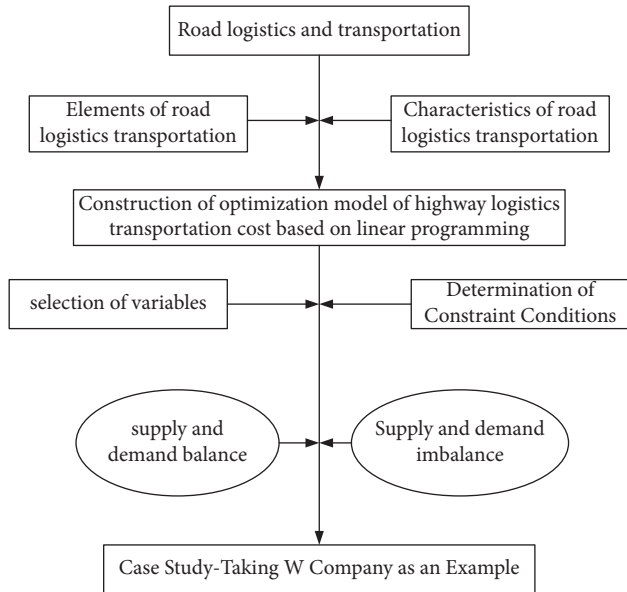 Road logistics and transportation
Elements of road
logistics transportation
Characteristics of road
logistics transportation
Construction of optimization model of highway logistics
transportation cost based on linear programming
selection of variables
Determination of
Constraint Conditions
supply and
demand balance
Supply and demand
imbalance
Case Study-Taking W Company as an Example